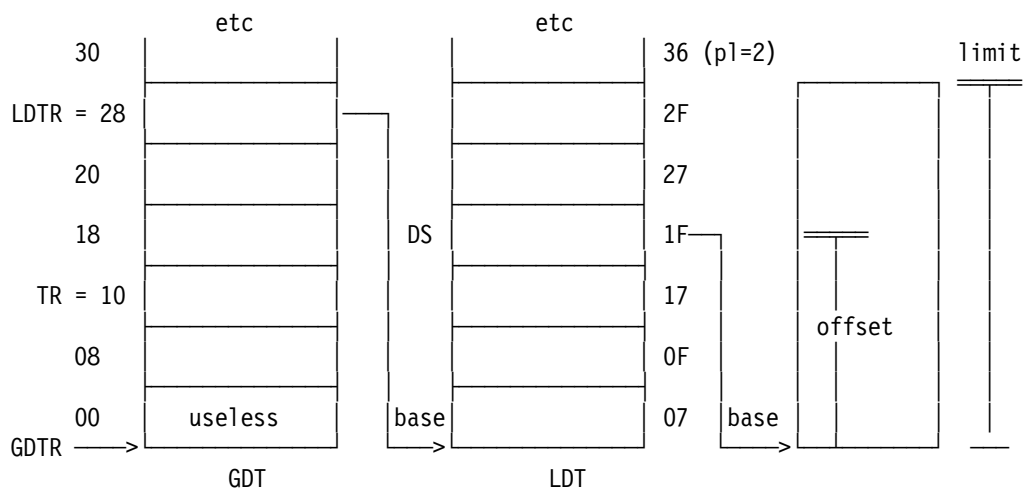 etc etc
30 36 (pl=2) limit
LDTR = 28 2F
20 27
18 DS 1F
TR = 10 17
offset
08 0F
00 useless base 07 base
GDTR
GDT LDT